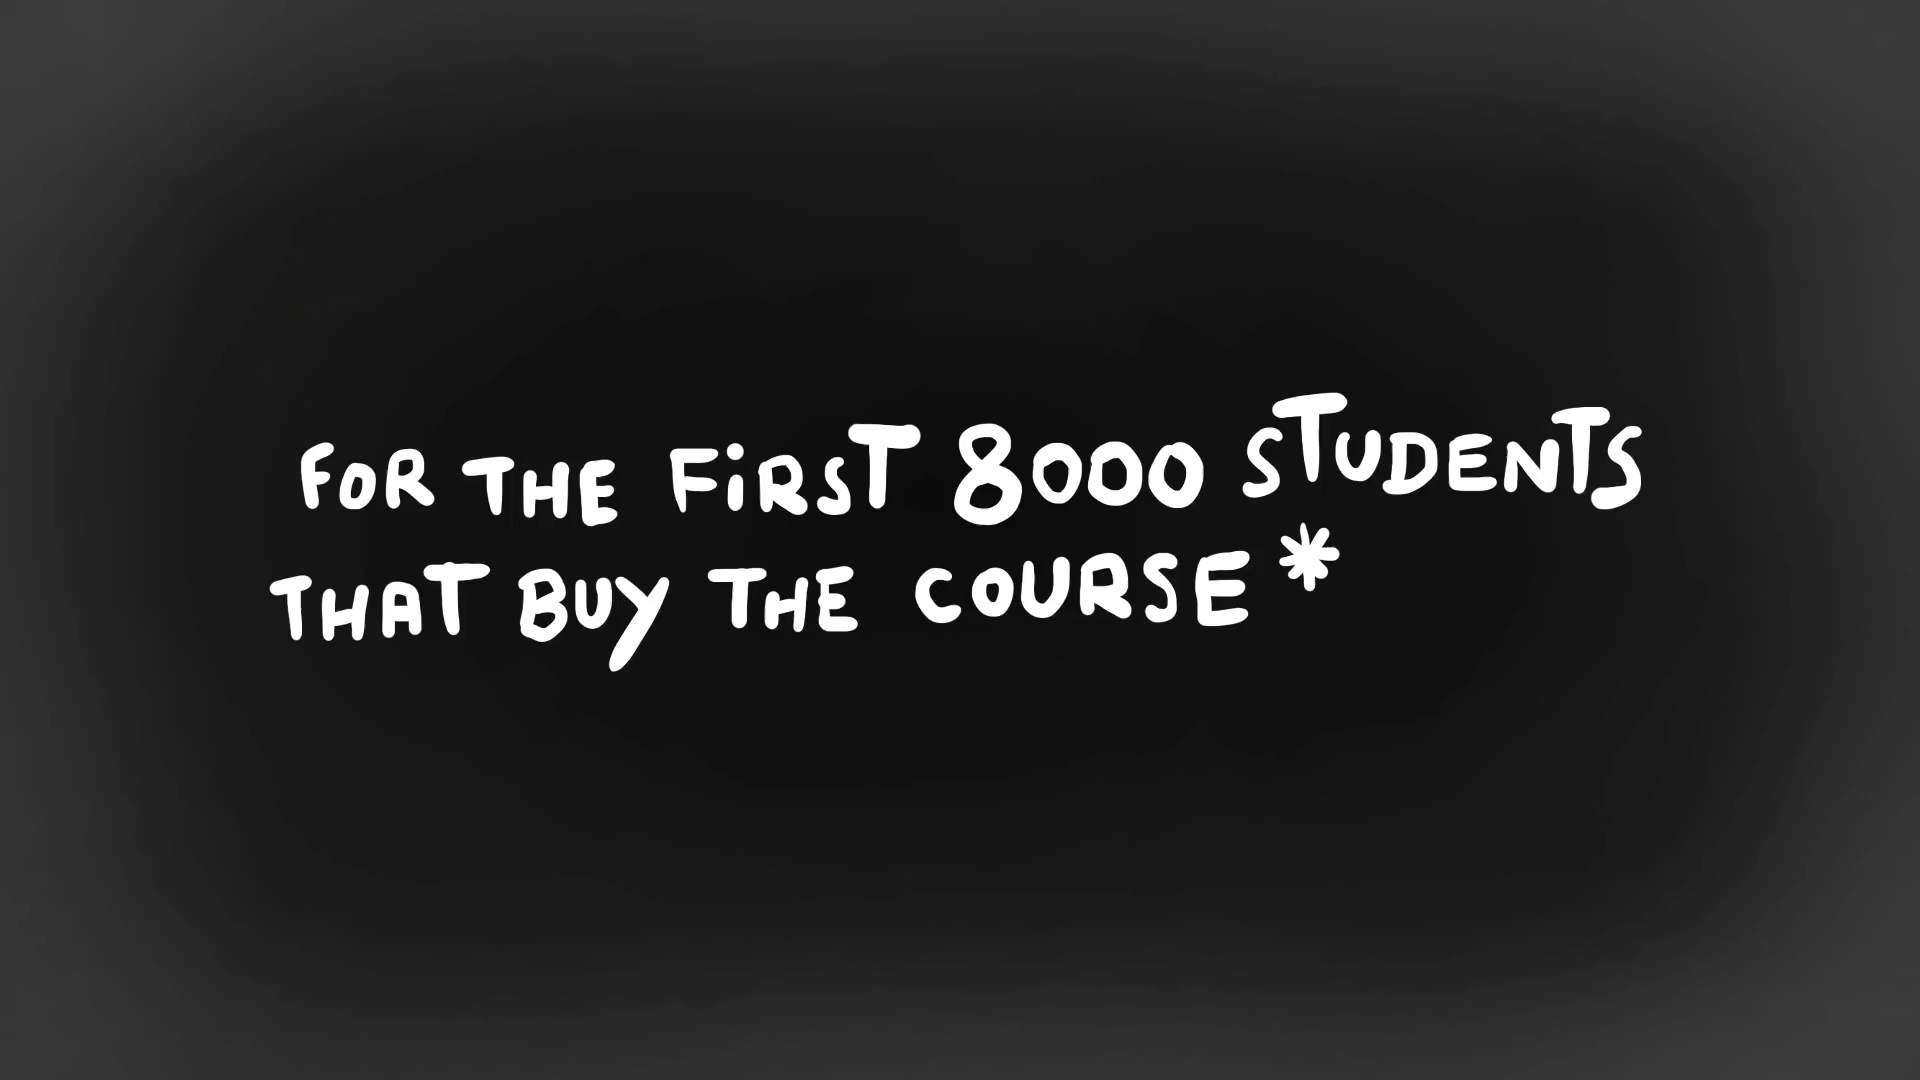 FOR THE FiRST 8000 STUDENTS
THAT BUY THE COURSE*